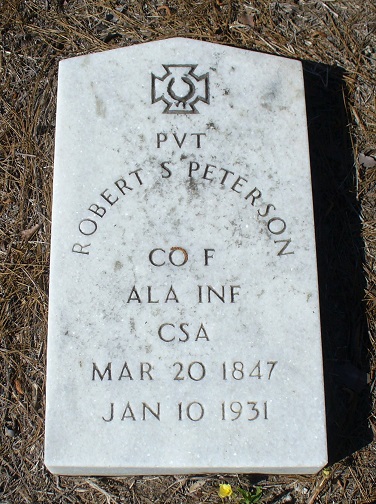 PVT
ROBERT S PETERSON
CO F
ALA INF
CSA
MAR 20 1847
JAN 10 1931